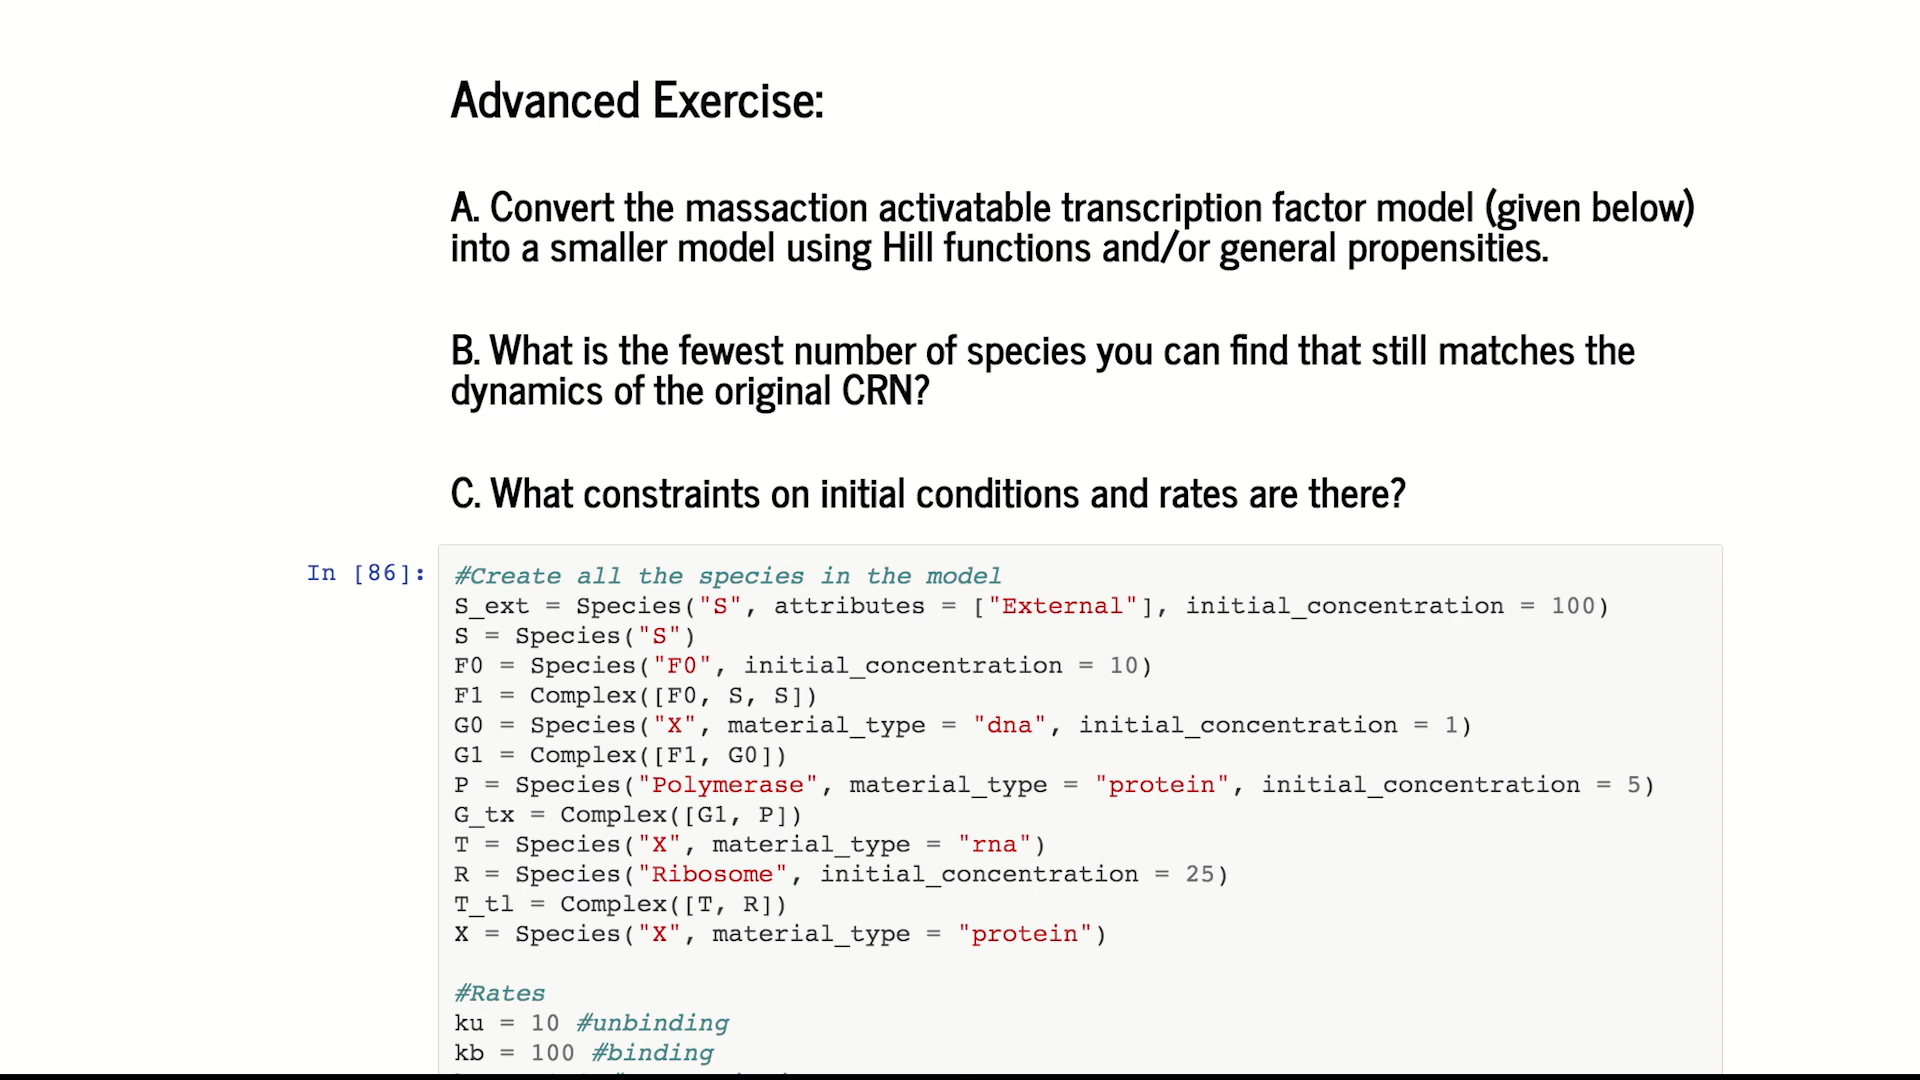 Advanced Exercise:
A. Convert the massaction activatable transcription factor model (given below)
into a smaller model using Hill functions and/or general propensities.
B. What is the fewest number of species you can find that still matches the
dynamics of the original CRN?
C. What constraints on initial conditions and rates are there?
In [86]:
#Create all the species in the model
S_ext = Species("S", attributes = ["External"], initial_concentration = 100)
S = Species("S")
F0 = Species("F0", initial_concentration = 10)
F1 = Complex([F0, S, S])
G0 = Species("X", material_type = "dna", initial_concentration = 1)
G1 = Complex([F1, G0])
P = Species("Polymerase", material_type = "protein", initial_concentration = 5)
G_tx = Complex([G1, P])
T = Species("X", material_type = "rna")
R = Species("Ribosome", initial_concentration = 25)
T_tl = Complex([T, R])
X = Species("X", material_type = "protein")
#Rates
ku = 10 #unbinding
kb = 100 #binding